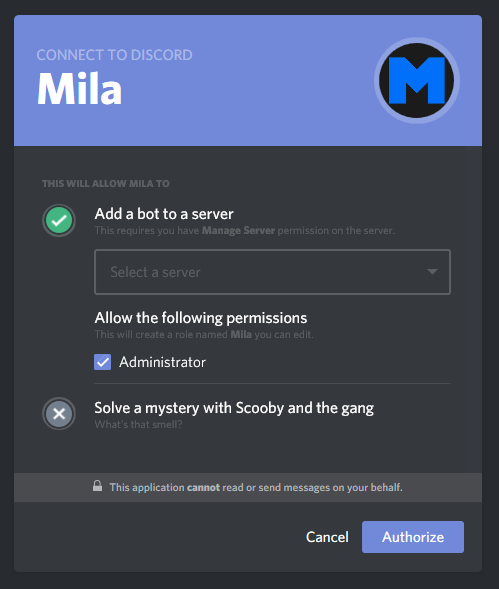 CONNECT TO DISCORD
Mila
M
THIS WILL ALLOW MILA TO
Add a bot to a server
This requires you have Manage Server permission on the server.
Select a server
Allow the following permissions
This will create a role named Mila you can edit.
Administrator
Solve a mystery with Scooby and the gang
What's that smell?
This application cannot read or send messages on your behalf.
Cancel Authorize